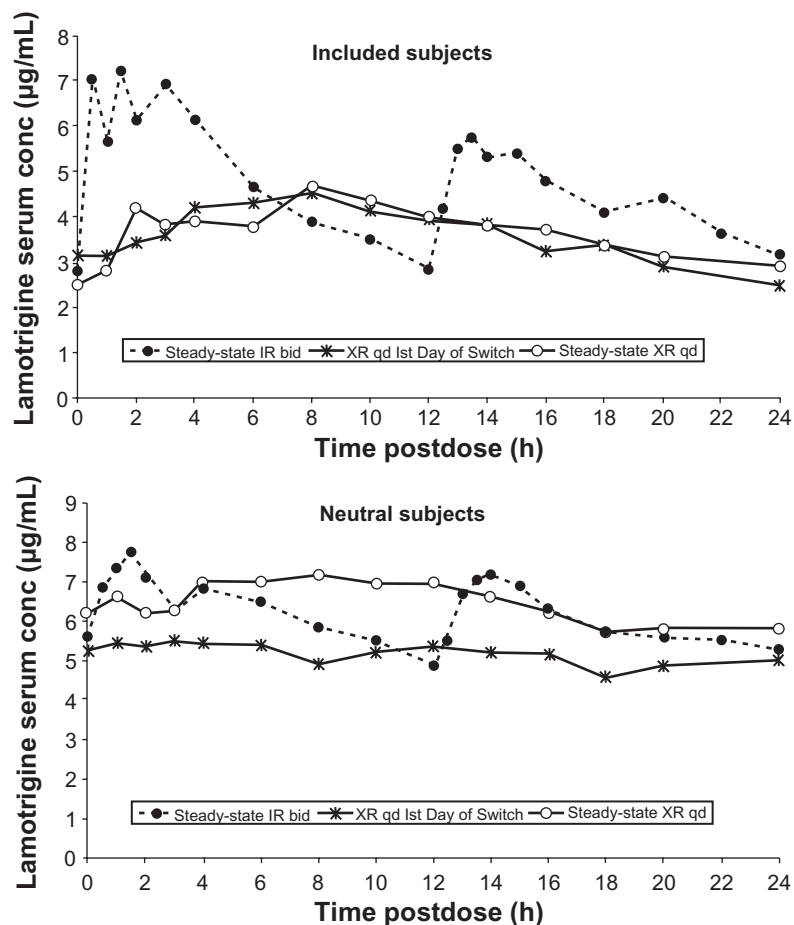 Included subjects
Lamotrigine serum conc (µg/mL)
8
7
6
5
4
3
2
1
0
Steady-state IR bid XR qd Ist Day of Switch Steady-state XR qd
0 2 4 6 8 10 12 14 16 18 20 22 24
Time postdose (h)
Neutral subjects
Lamotrigine serum conc (µg/mL)
9
8
7
6
5
4
3
2
1
0
Steady-state IR bid XR qd Ist Day of Switch Steady-state XR qd
0 2 4 6 8 10 12 14 16 18 20 22 24
Time postdose (h)